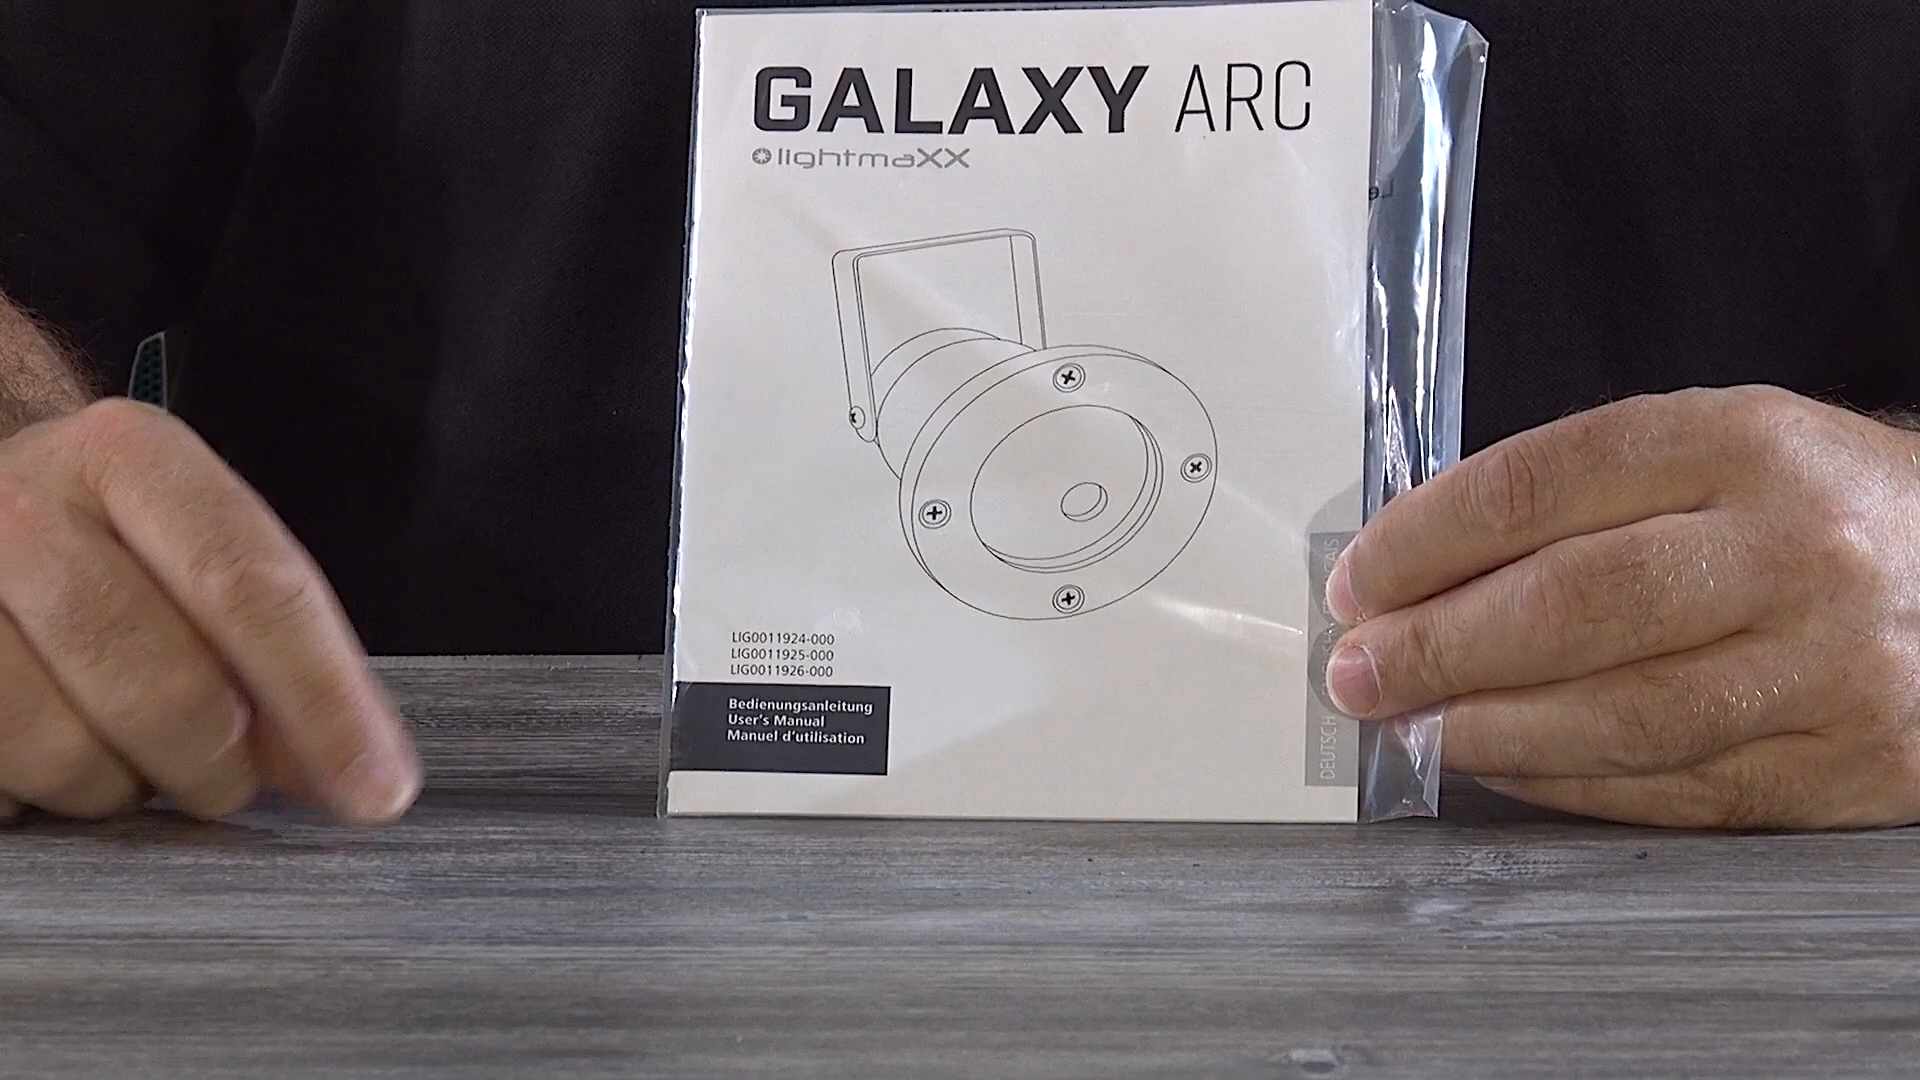 GALAXY ARC
lightmaXX
LIG0011924-000
LIG0011925-000
LIG0011926-000
Bedienungsanleitung
User's Manual
Manuel d'utilisation
DEUTSCH